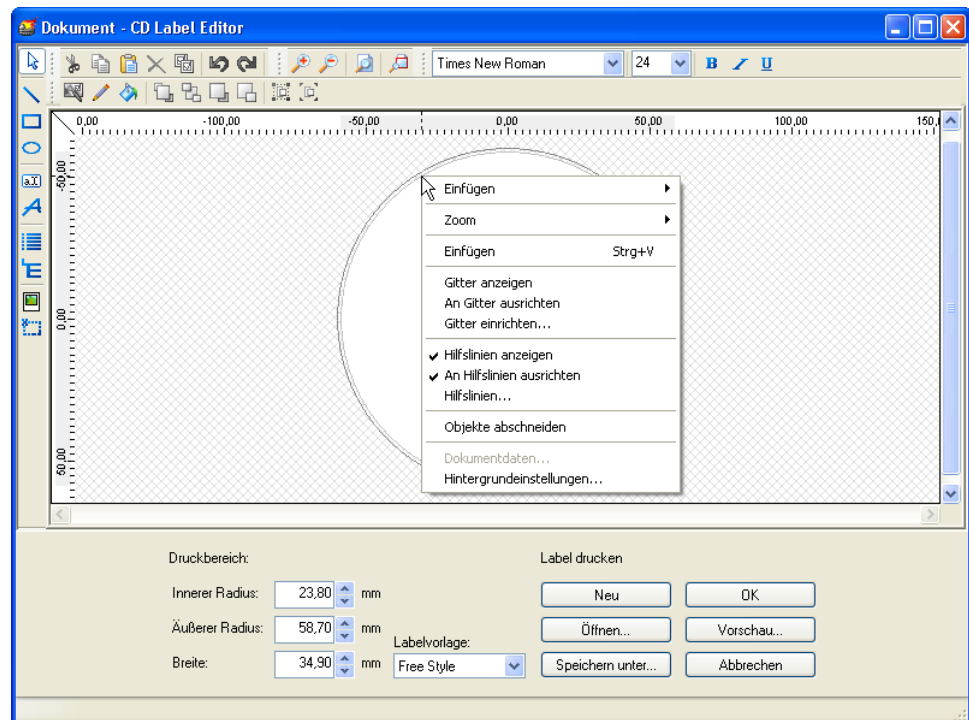 Dokument - CD Label Editor
Times New Roman
24
B I U
0,00 -100,00 -50,00 0,00 50,00 100,00 150,
-50,00
0,00
50,00
aI
A
E
Einfügen
Zoom
Einfügen Strg+V
Gitter anzeigen
An Gitter ausrichten
Gitter einrichten...
Hilfslinien anzeigen
An Hilfslinien ausrichten
Hilfslinien...
Objekte abschneiden
Dokumentdaten...
Hintergrundeinstellungen...
Druckbereich:
Innerer Radius: 23,80 mm
Äußerer Radius: 58,70 mm
Breite: 34,90 mm
Labelvorlage:
Free Style
Label drucken
Neu OK
Öffnen... Vorschau...
Speichern unter... Abbrechen